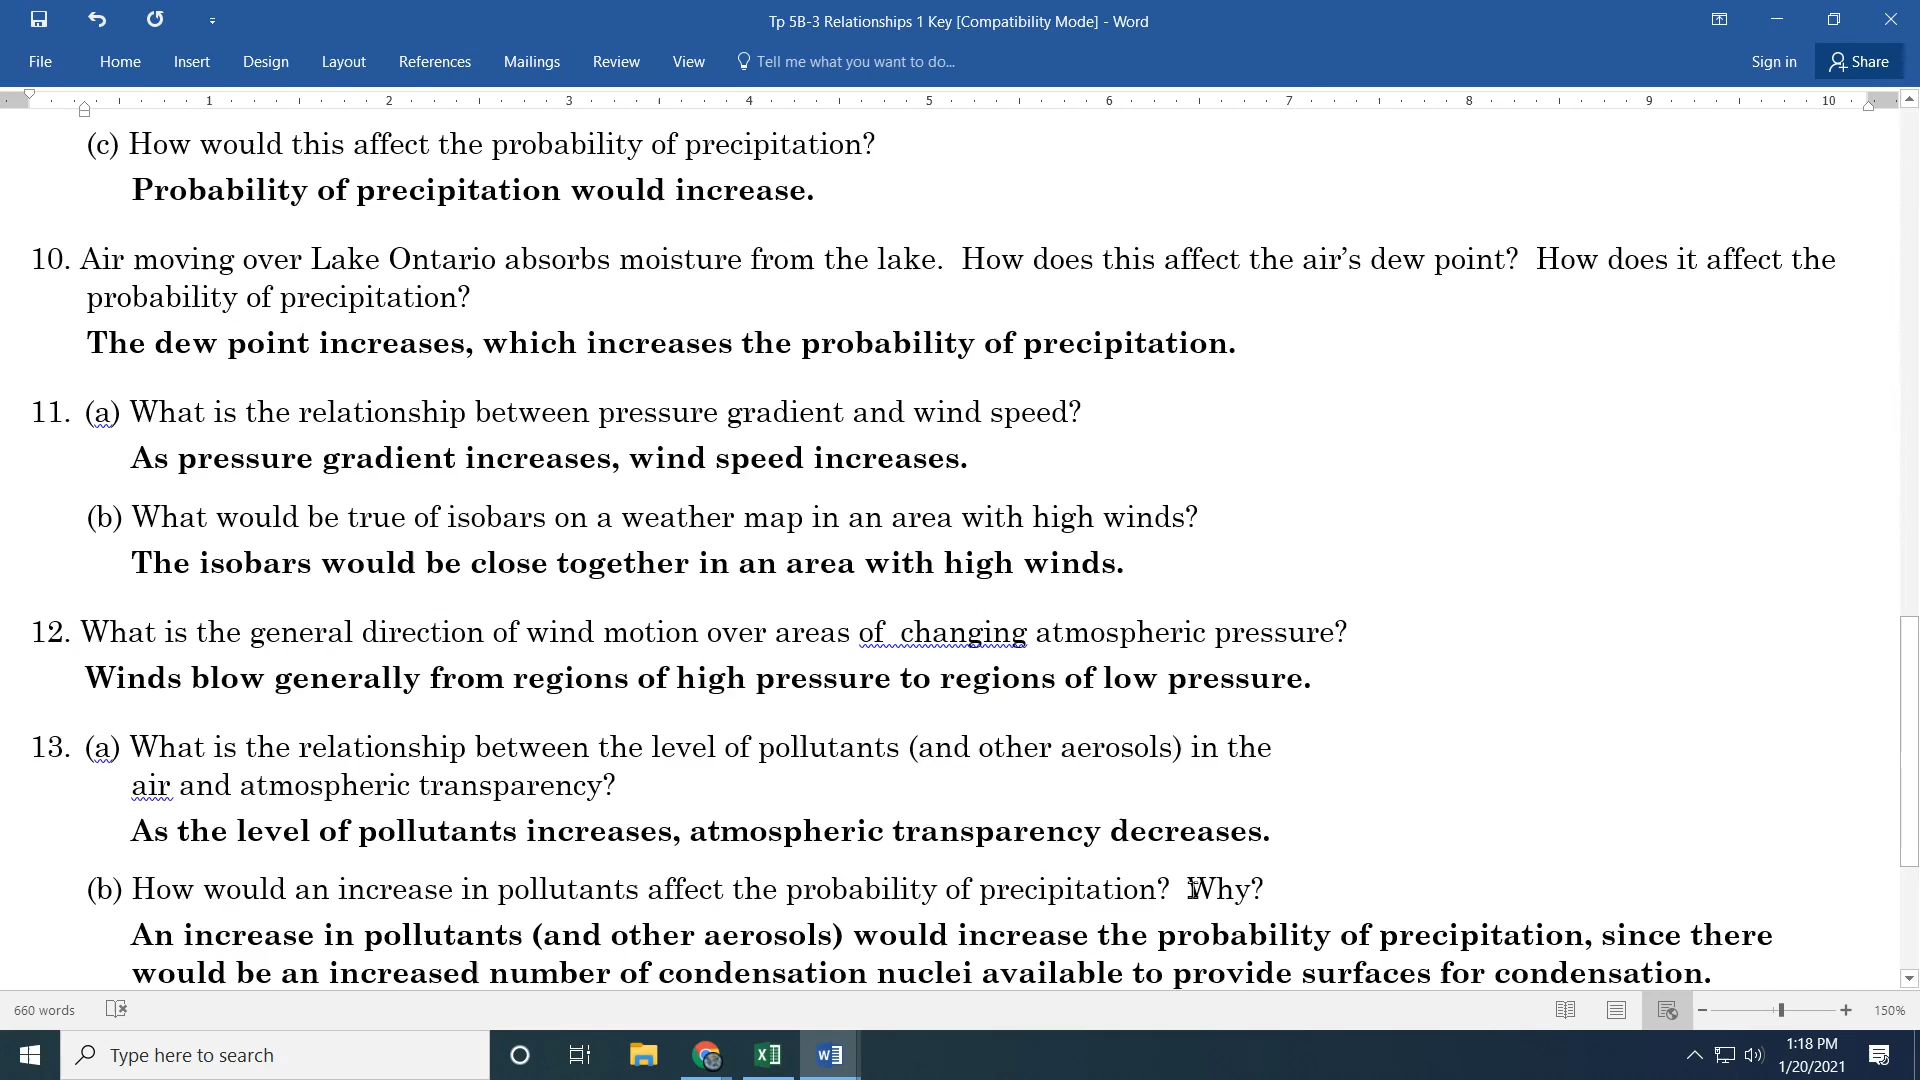 Tp 5B-3 Relationships 1 Key [Compatibility Mode] - Word
File Home Insert Design Layout References Mailings Review View Tell me what you want to do... Sign in Share
1 2 3 4 5 6 7 8 9 10
(c) How would this affect the probability of precipitation?
Probability of precipitation would increase.
10. Air moving over Lake Ontario absorbs moisture from the lake.  How does this affect the air’s dew point?  How does it affect the
probability of precipitation?
The dew point increases, which increases the probability of precipitation.
11. (a) What is the relationship between pressure gradient and wind speed?
As pressure gradient increases, wind speed increases.
(b) What would be true of isobars on a weather map in an area with high winds?
The isobars would be close together in an area with high winds.
12. What is the general direction of wind motion over areas of  changing atmospheric pressure?
Winds blow generally from regions of high pressure to regions of low pressure.
13. (a) What is the relationship between the level of pollutants (and other aerosols) in the
air and atmospheric transparency?
As the level of pollutants increases, atmospheric transparency decreases.
(b) How would an increase in pollutants affect the probability of precipitation?  Why?
An increase in pollutants (and other aerosols) would increase the probability of precipitation, since there
would be an increased number of condensation nuclei available to provide surfaces for condensation.
660 words 150%
Type here to search 1:18 PM
1/20/2021